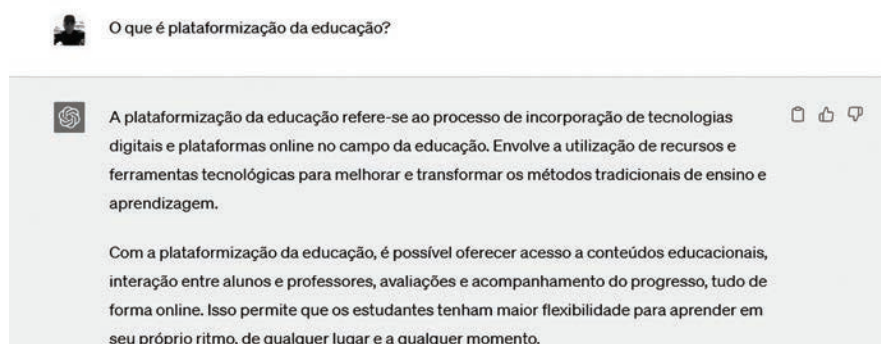 O que é plataformização da educação?
A plataformização da educação refere-se ao processo de incorporação de tecnologias
digitais e plataformas online no campo da educação. Envolve a utilização de recursos e
ferramentas tecnológicas para melhorar e transformar os métodos tradicionais de ensino e
aprendizagem.
Com a plataformização da educação, é possível oferecer acesso a conteúdos educacionais,
interação entre alunos e professores, avaliações e acompanhamento do progresso, tudo de
forma online. Isso permite que os estudantes tenham maior flexibilidade para aprender em
seu próprio ritmo, de qualquer lugar e a qualquer momento.